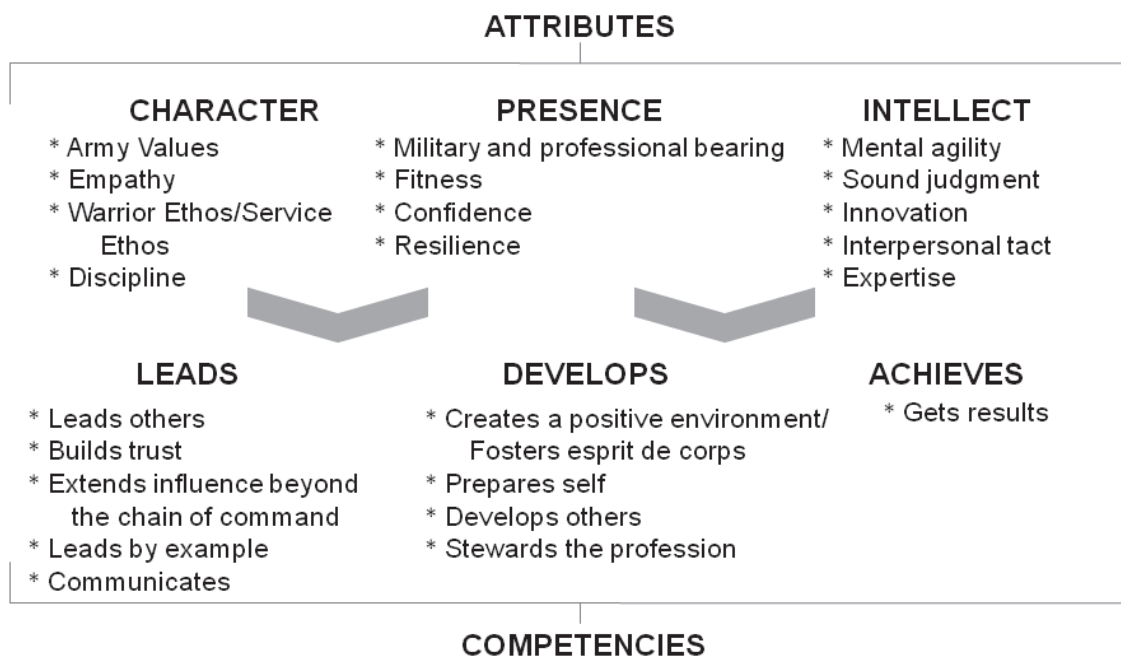 ATTRIBUTES
CHARACTER
* Army Values
* Empathy
* Warrior Ethos/Service
Ethos
* Discipline
PRESENCE
* Military and professional bearing
* Fitness
* Confidence
* Resilience
INTELLECT
* Mental agility
* Sound judgment
* Innovation
* Interpersonal tact
* Expertise
LEADS
* Leads others
* Builds trust
* Extends influence beyond
the chain of command
* Leads by example
* Communicates
DEVELOPS
* Creates a positive environment/
Fosters esprit de corps
* Prepares self
* Develops others
* Stewards the profession
ACHIEVES
* Gets results
COMPETENCIES